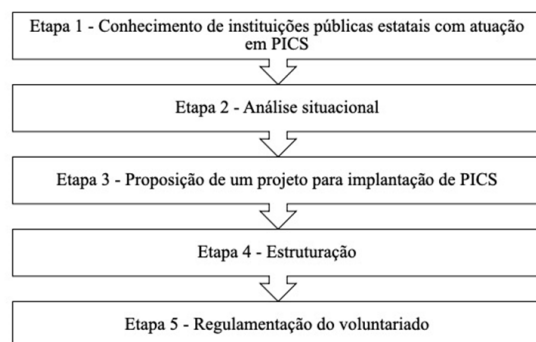 Etapa 1 - Conhecimento de instituições públicas estatais com atuação
em PICS
Etapa 2 - Análise situacional
Etapa 3 - Proposição de um projeto para implantação de PICS
Etapa 4 - Estruturação
Etapa 5 - Regulamentação do voluntariado